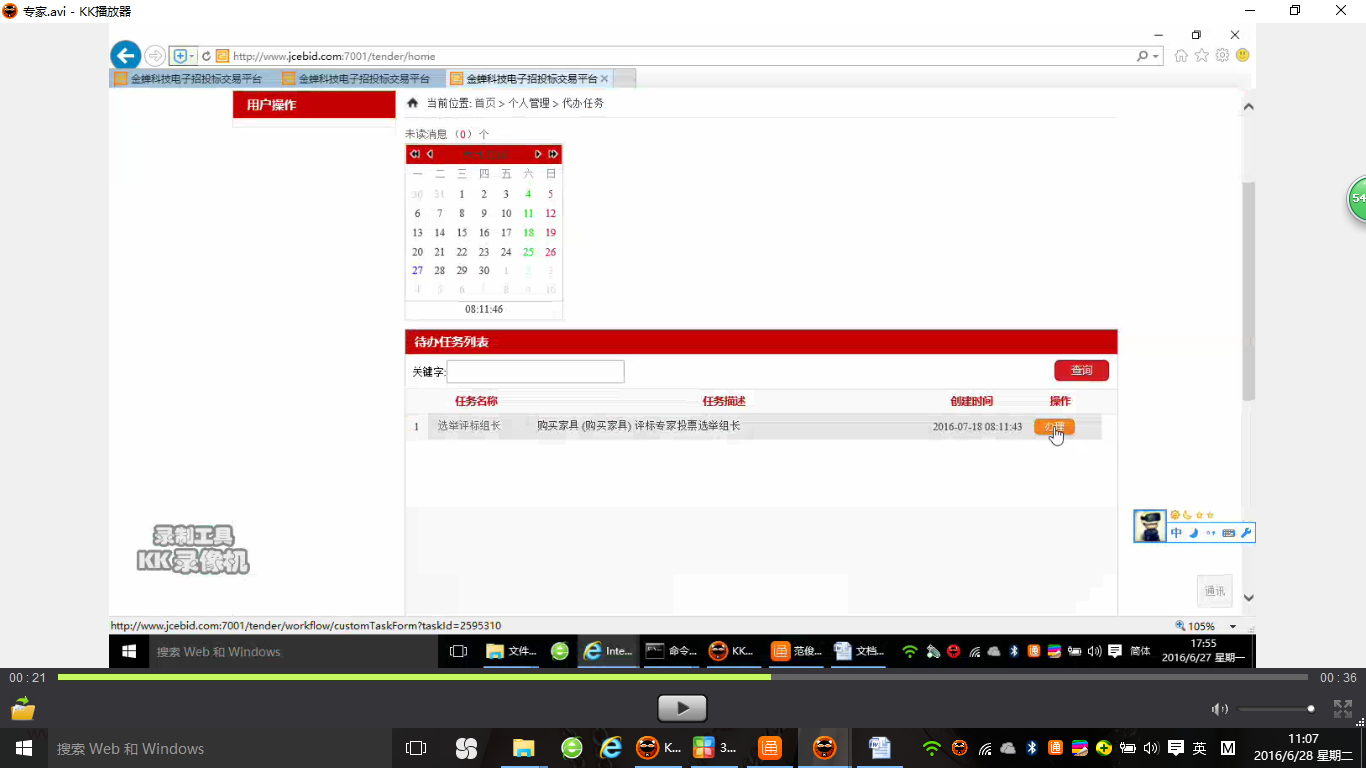 专家.avi - KK播放器
http://www.jcebid.com:7001/tender/home
金蝉科技电子招投标交易平台 金蝉科技电子招投标交易平台 金蝉科技电子招投标交易平台
用户操作
当前位置: 首页 > 个人管理 > 代办任务
未读消息 （0）个
一 二 三 四 五 六 日
30 31 1 2 3 4 5
6 7 8 9 10 11 12
13 14 15 16 17 18 19
20 21 22 23 24 25 26
27 28 29 30 1 2 3
4 5 6 7 8 9 10
08:11:46
待办任务列表
关键字: 查询
任务名称 任务描述 创建时间 操作
1 选举评标组长 购买家具 (购买家具) 评标专家投票选举组长 2016-07-18 08:11:43 办理
录制工具
KK录像机
中
通讯
54
http://www.jcebid.com:7001/tender/workflow/customTaskForm?taskId=2595310
105%
搜索 Web 和 Windows 文件... Inte... 命令... KK... 范俊... 文档... 简体 17:55
2016/6/27 星期一
00 : 21 00 : 36
搜索 Web 和 Windows K... 3... 英 M 11:07
2016/6/28 星期二